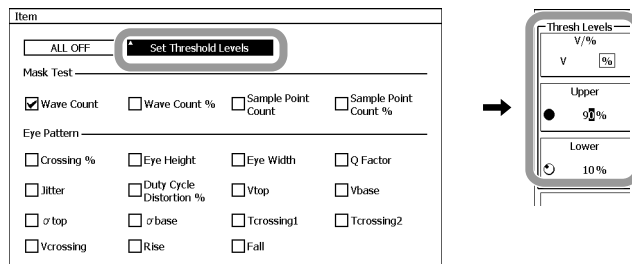 Item
ALL OFF
Set Threshold Levels
Mask Test
Wave Count
Wave Count %
Sample Point
Count
Sample Point
Count %
Eye Pattern
Crossing %
Eye Height
Eye Width
Q Factor
Jitter
Duty Cycle
Distortion %
Vtop
Vbase
σ top
σ base
Tcrossing1
Tcrossing2
Vcrossing
Rise
Fall
Thresh Levels
V/%
V
%
Upper
90%
Lower
10%